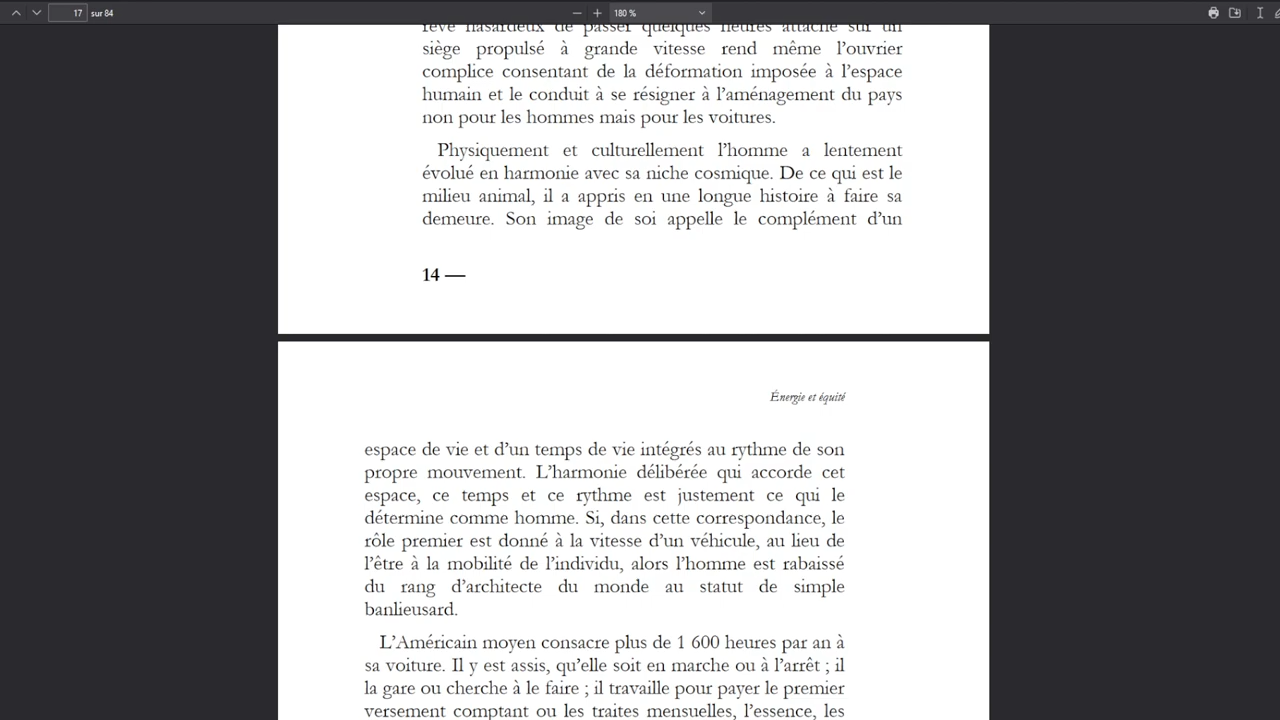 17 sur 84 180 %
rêve hasardeux de passer quelques heures attaché sur un
siège propulsé à grande vitesse rend même l’ouvrier
complice consentant de la déformation imposée à l’espace
humain et le conduit à se résigner à l’aménagement du pays
non pour les hommes mais pour les voitures.
Physiquement et culturellement l’homme a lentement
évolué en harmonie avec sa niche cosmique. De ce qui est le
milieu animal, il a appris en une longue histoire à faire sa
demeure. Son image de soi appelle le complément d’un
14 —
Énergie et équité
espace de vie et d’un temps de vie intégrés au rythme de son
propre mouvement. L’harmonie délibérée qui accorde cet
espace, ce temps et ce rythme est justement ce qui le
détermine comme homme. Si, dans cette correspondance, le
rôle premier est donné à la vitesse d’un véhicule, au lieu de
l’être à la mobilité de l’individu, alors l’homme est rabaissé
du rang d’architecte du monde au statut de simple
banlieusard.
L’Américain moyen consacre plus de 1 600 heures par an à
sa voiture. Il y est assis, qu’elle soit en marche ou à l’arrêt ; il
la gare ou cherche à le faire ; il travaille pour payer le premier
versement comptant ou les traites mensuelles, l’essence, les